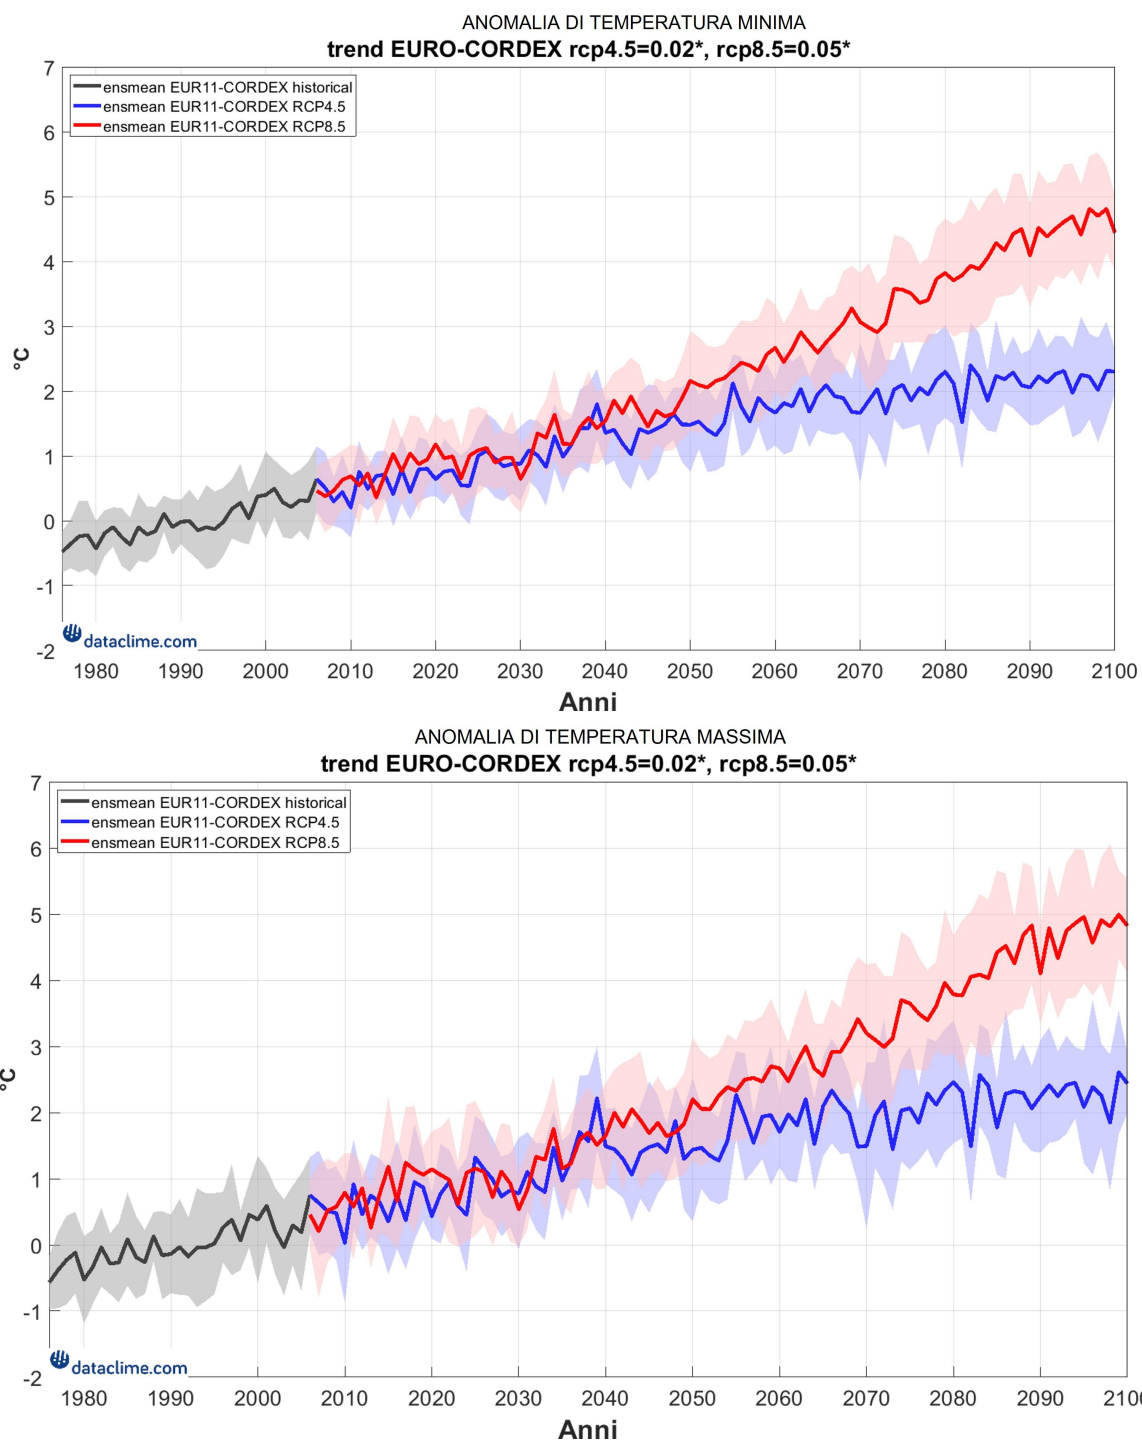 ANOMALIA DI TEMPERATURA MINIMA
trend EURO-CORDEX rcp4.5=0.02*, rcp8.5=0.05*
7
ensmean EUR11-CORDEX historical
ensmean EUR11-CORDEX RCP4.5
ensmean EUR11-CORDEX RCP8.5
6
5
4
3
°C
2
1
0
-1
dataclime.com
-2
1980 1990 2000 2010 2020 2030 2040 2050 2060 2070 2080 2090 2100
Anni
ANOMALIA DI TEMPERATURA MASSIMA
trend EURO-CORDEX rcp4.5=0.02*, rcp8.5=0.05*
7
ensmean EUR11-CORDEX historical
ensmean EUR11-CORDEX RCP4.5
ensmean EUR11-CORDEX RCP8.5
6
5
4
3
°C
2
1
0
-1
dataclime.com
-2
1980 1990 2000 2010 2020 2030 2040 2050 2060 2070 2080 2090 210
Anni